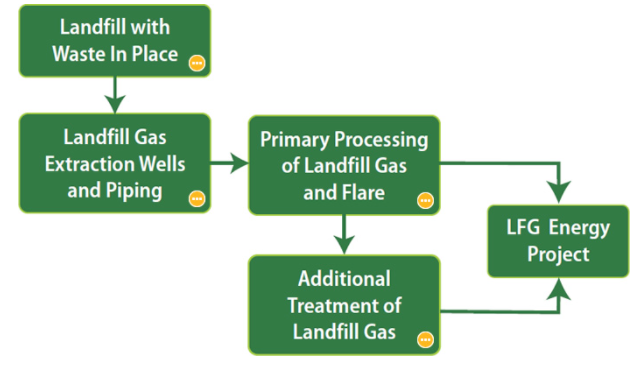 Landfill with
Waste In Place
Landfill Gas
Extraction Wells
and Piping
Primary Processing
of Landfill Gas
and Flare
LFG Energy
Project
Additional
Treatment of
Landfill Gas